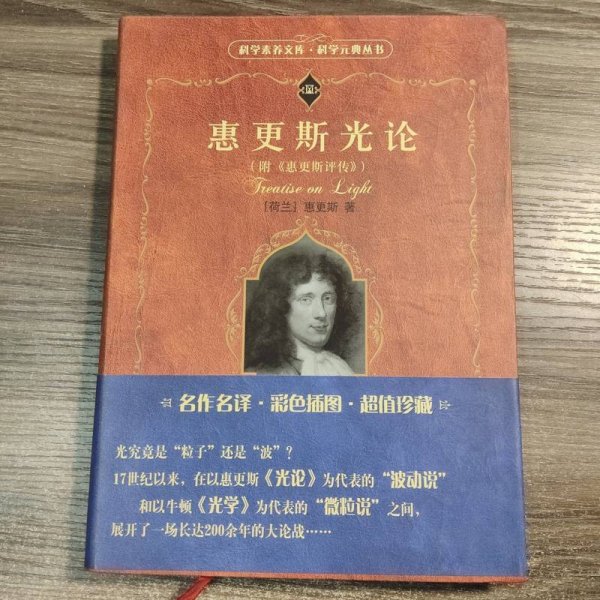 科学素养文库·科学元典丛书
惠更斯光论
(附《惠更斯评传》)
Treatise on Light
[荷兰] 惠更斯 著
名作名译·彩色插图·超值珍藏
光究竟是“粒子”还是“波”?
17世纪以来,在以惠更斯《光论》为代表的“波动说”
和以牛顿《光学》为代表的“微粒说”之间,
展开了一场长达200余年的大论战……